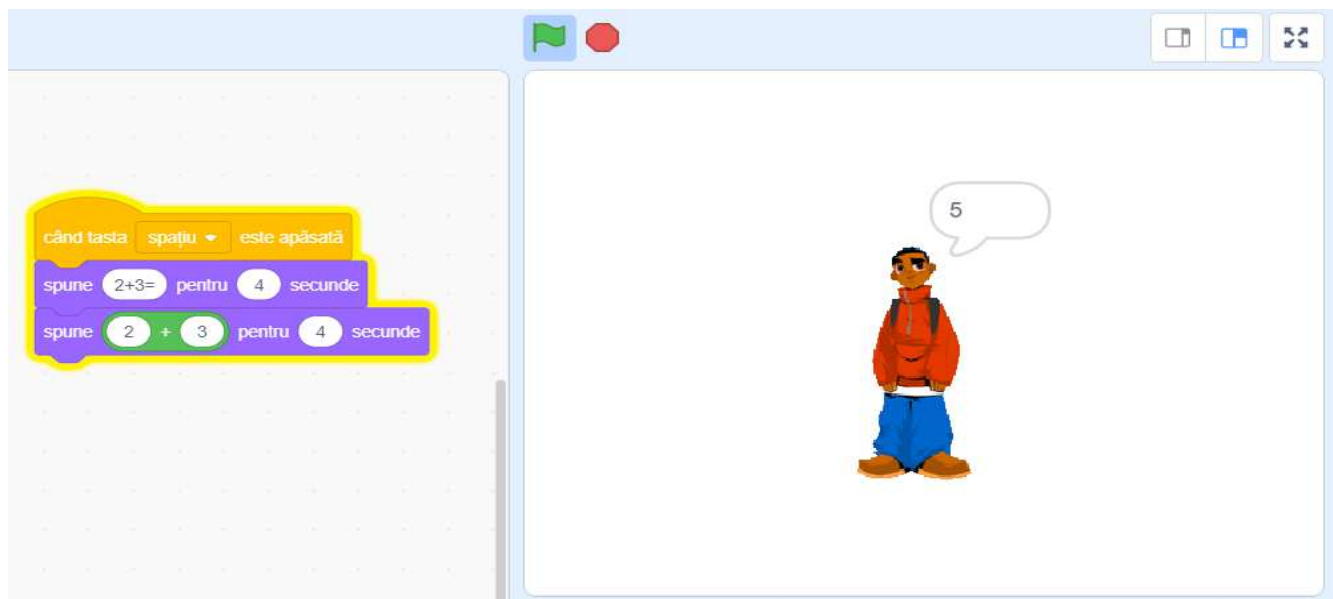 5
când tasta spațiu este apăsată
spune 2+3= pentru 4 secunde
spune 2 + 3 pentru 4 secunde